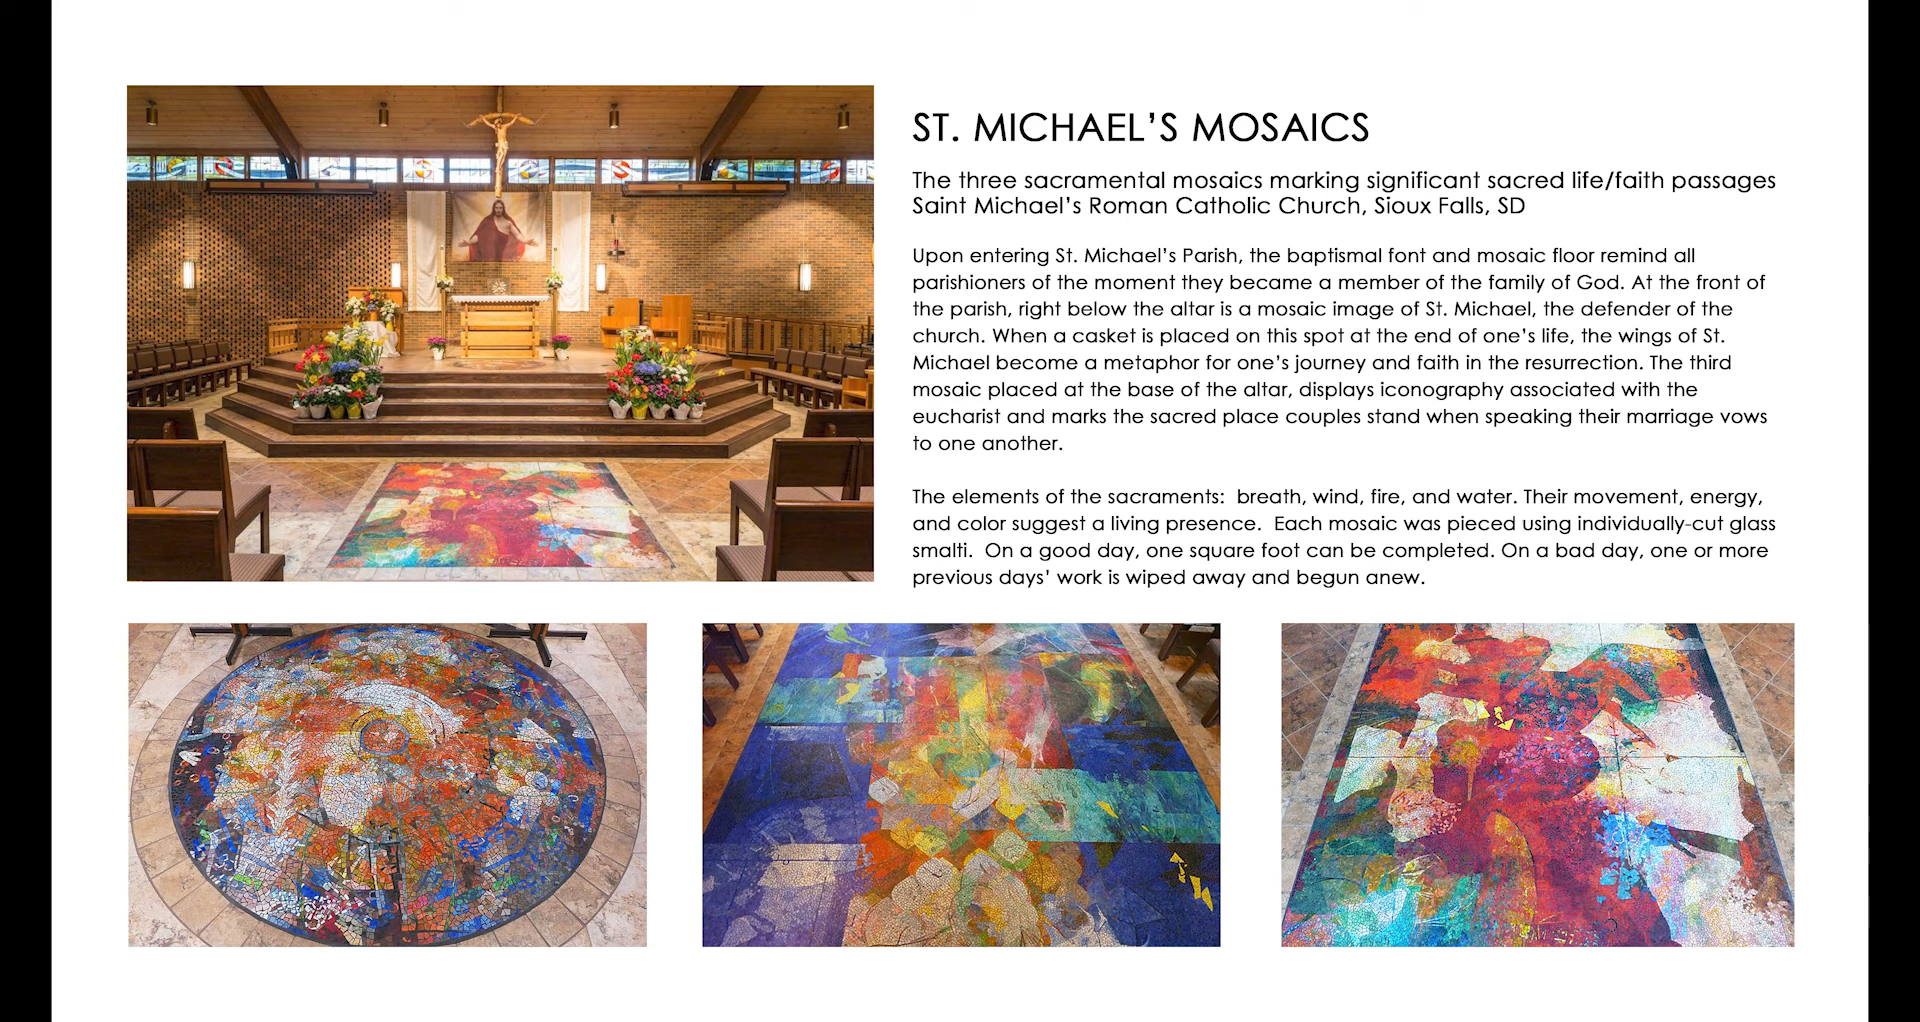 ST. MICHAEL’S MOSAICS
The three sacramental mosaics marking significant sacred life/faith passages
Saint Michael’s Roman Catholic Church, Sioux Falls, SD
Upon entering St. Michael’s Parish, the baptismal font and mosaic floor remind all
parishioners of the moment they became a member of the family of God. At the front of
the parish, right below the altar is a mosaic image of St. Michael, the defender of the
church. When a casket is placed on this spot at the end of one’s life, the wings of St.
Michael become a metaphor for one’s journey and faith in the resurrection. The third
mosaic placed at the base of the altar, displays iconography associated with the
eucharist and marks the sacred place couples stand when speaking their marriage vows
to one another.
The elements of the sacraments:  breath, wind, fire, and water. Their movement, energy,
and color suggest a living presence.  Each mosaic was pieced using individually-cut glass
smalti.  On a good day, one square foot can be completed. On a bad day, one or more
previous days’ work is wiped away and begun anew.